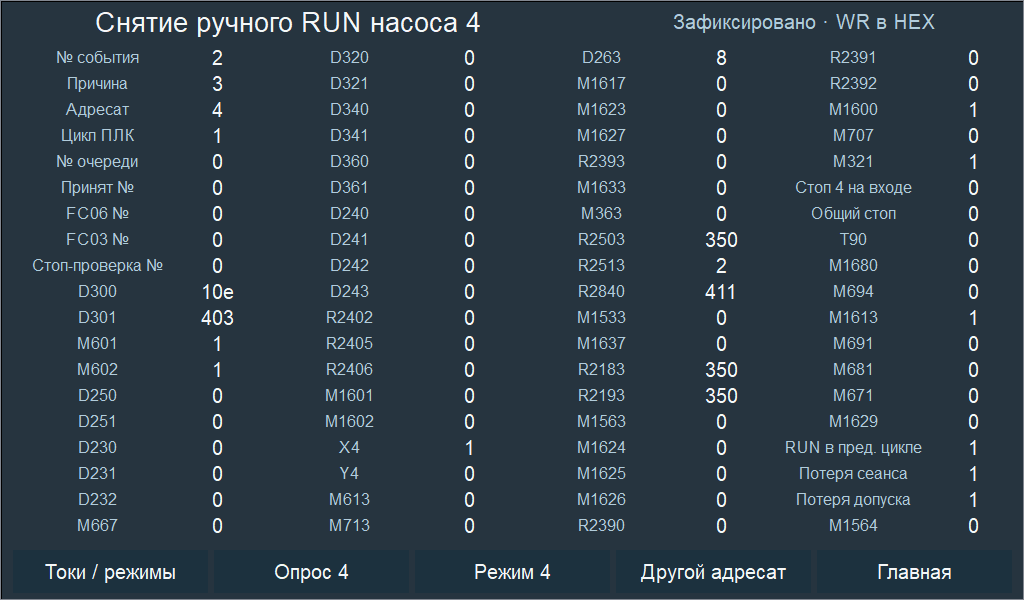 Снятие ручного RUN насоса 4 Зафиксировано · WR в HEX
№ события 2 D320 0 D263 8 R2391 0
Причина 3 D321 0 M1617 0 R2392 0
Адресат 4 D340 0 M1623 0 M1600 1
Цикл ПЛК 1 D341 0 M1627 0 M707 0
№ очереди 0 D360 0 R2393 0 M321 1
Принят № 0 D361 0 M1633 0 Стоп 4 на входе 0
FC06 № 0 D240 0 M363 0 Общий стоп 0
FC03 № 0 D241 0 R2503 350 T90 0
Стоп-проверка № 0 D242 0 R2513 2 M1680 0
D300 10e D243 0 R2840 411 M694 0
D301 403 R2402 0 M1533 0 M1613 1
M601 1 R2405 0 M1637 0 M691 0
M602 1 R2406 0 R2183 350 M681 0
D250 0 M1601 0 R2193 350 M671 0
D251 0 M1602 0 M1563 0 M1629 0
D230 0 X4 1 M1624 0 RUN в пред. цикле 1
D231 0 Y4 0 M1625 0 Потеря сеанса 1
D232 0 M613 0 M1626 0 Потеря допуска 1
M667 0 M713 0 R2390 0 M1564 0
Токи / режимы Опрос 4 Режим 4 Другой адресат Главная